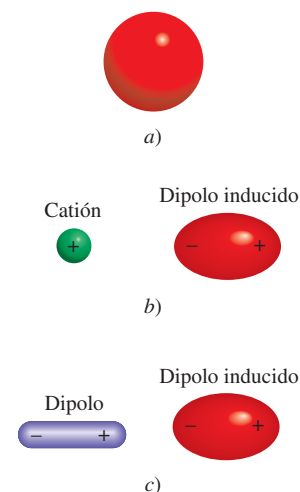 a)
Dipolo inducido
Catión
+
− +
b)
Dipolo inducido
Dipolo
− +
− +
c)